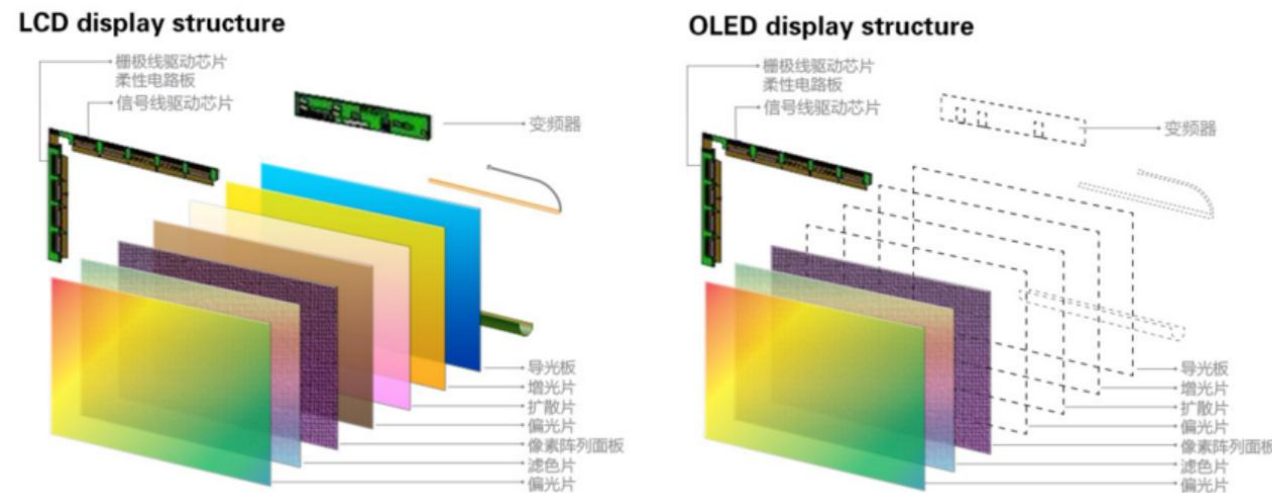 LCD display structure
栅极线驱动芯片
柔性电路板
信号线驱动芯片
变频器
导光板
增光片
扩散片
偏光片
像素阵列面板
滤色片
偏光片
OLED display structure
栅极线驱动芯片
柔性电路板
信号线驱动芯片
变频器
导光板
增光片
扩散片
偏光片
像素阵列面板
滤色片
偏光片